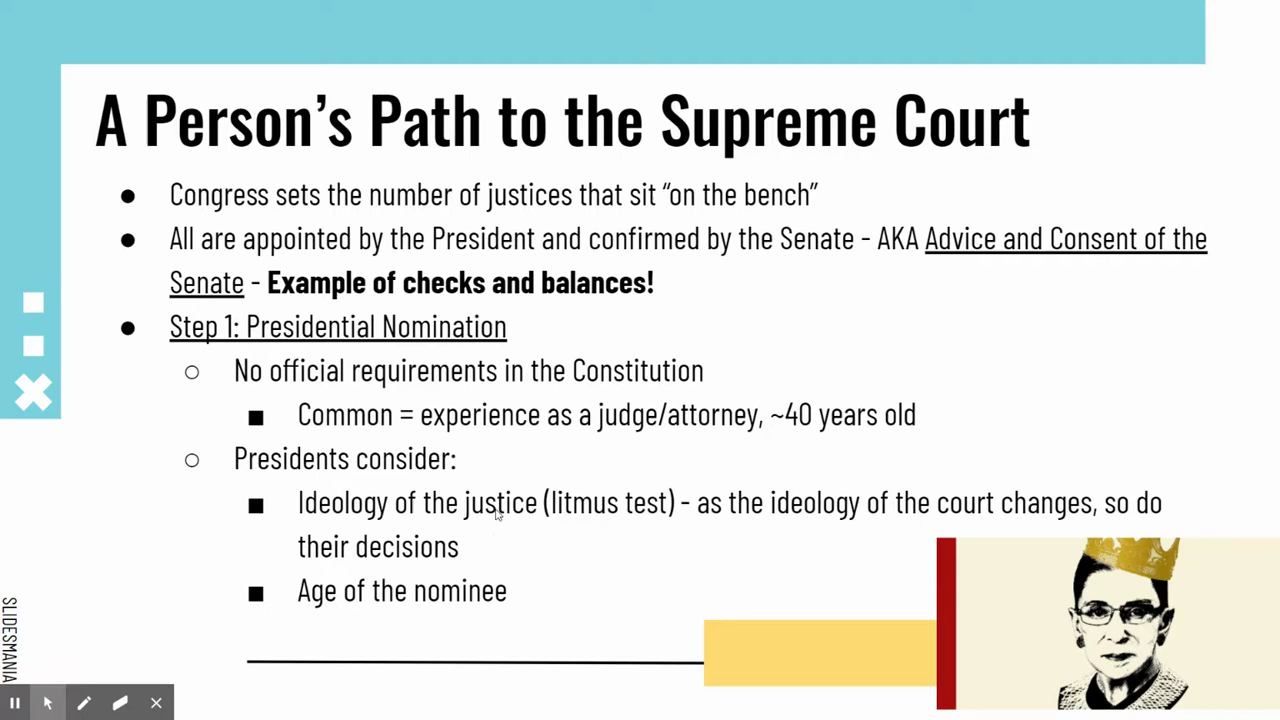 A Person’s Path to the Supreme Court
● Congress sets the number of justices that sit “on the bench”
● All are appointed by the President and confirmed by the Senate - AKA Advice and Consent of the
Senate - Example of checks and balances!
● Step 1: Presidential Nomination
○ No official requirements in the Constitution
■ Common = experience as a judge/attorney, ~40 years old
○ Presidents consider:
■ Ideology of the justice (litmus test) - as the ideology of the court changes, so do
their decisions
■ Age of the nominee
SLIDESMANIA